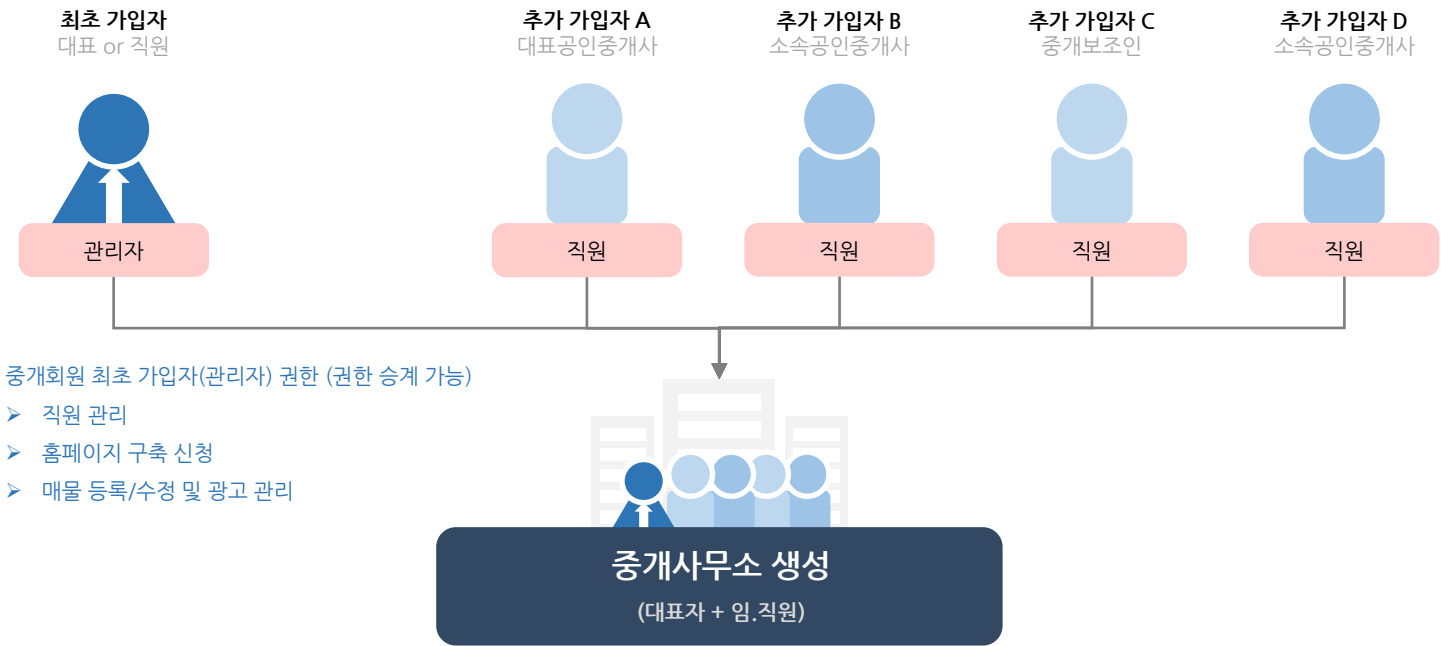 최초 가입자
대표 or 직원
추가 가입자 A
대표공인중개사
추가 가입자 B
소속공인중개사
추가 가입자 C
중개보조인
추가 가입자 D
소속공인중개사
관리자
직원
직원
직원
직원
중개회원 최초 가입자(관리자) 권한 (권한 승계 가능)
➢ 직원 관리
➢ 홈페이지 구축 신청
➢ 매물 등록/수정 및 광고 관리
중개사무소 생성
(대표자 + 임.직원)